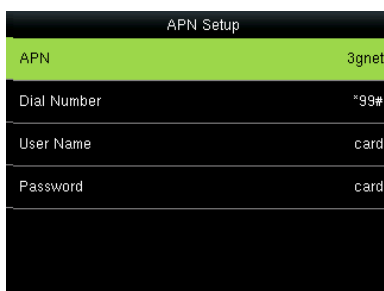 APN Setup
APN 3gnet
Dial Number *99#
User Name card
Password card